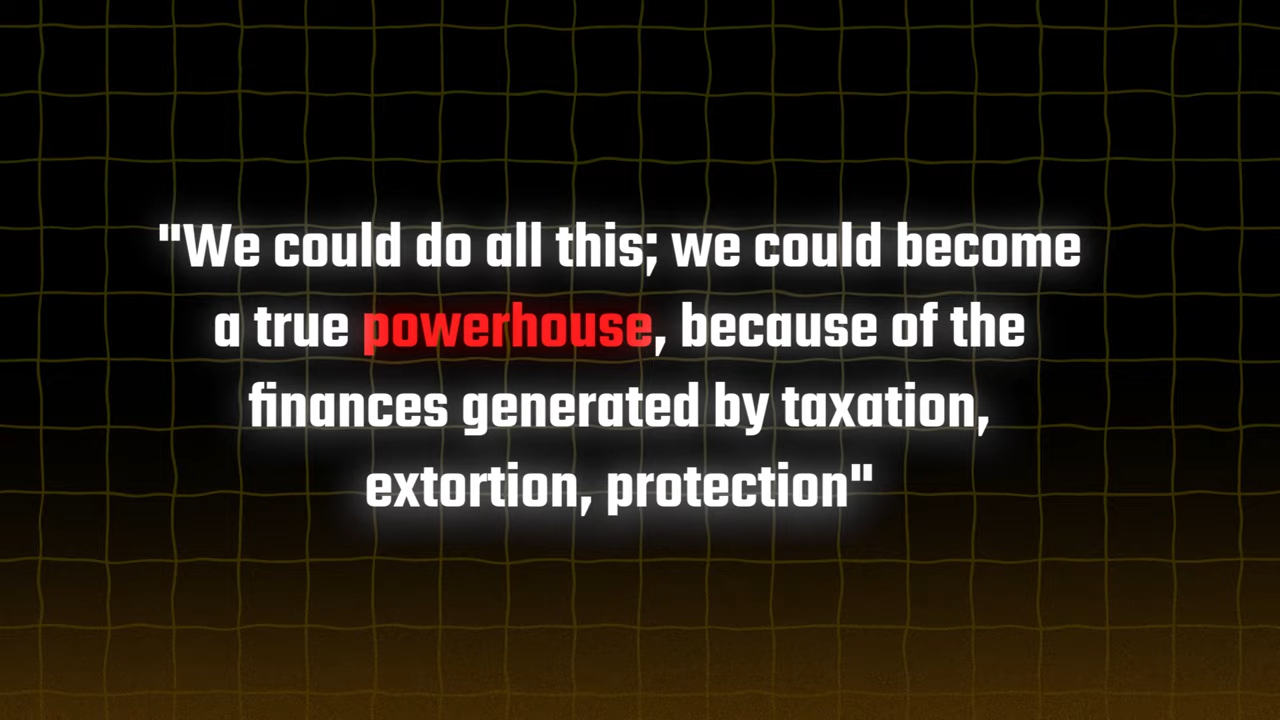 "We could do all this; we could become
a true powerhouse, because of the
finances generated by taxation,
extortion, protection"